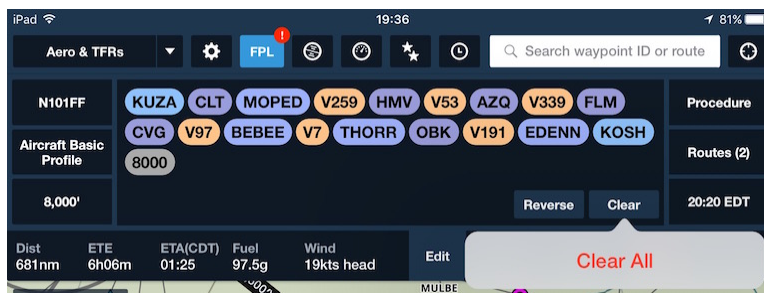 iPad 19:36 81%
Aero & TFRs FPL ! Search waypoint ID or route
N101FF KUZA CLT MOPED V259 HMV V53 AZQ V339 FLM Procedure
CVG V97 BEBEE V7 THORR OBK V191 EDENN KOSH
Aircraft Basic Profile 8000 Routes (2)
8,000' Reverse Clear 20:20 EDT
Dist ETE ETA(CDT) Fuel Wind
681nm 6h06m 01:25 97.5g 19kts head Edit
Clear All
MULBE